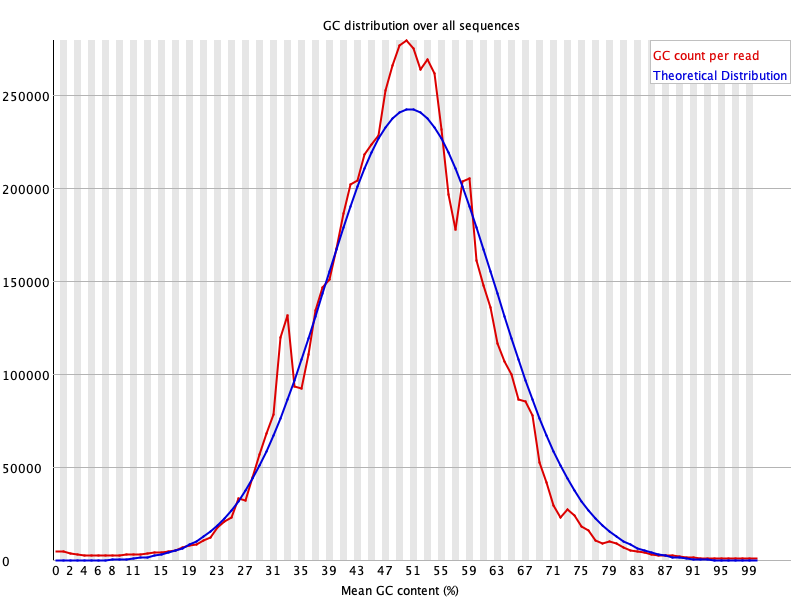 GC distribution over all sequences
GC count per read
Theoretical Distribution
250000
200000
150000
100000
50000
0
0 2 4 6 8 11 15 19 23 27 31 35 39 43 47 51 55 59 63 67 71 75 79 83 87 91 95 99
Mean GC content (%)